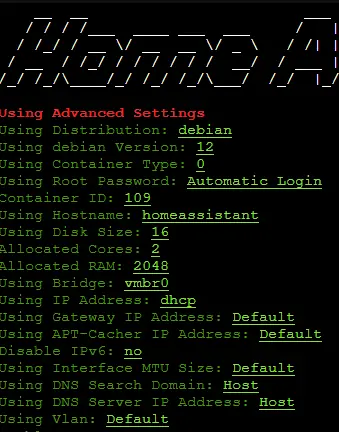 Home A
Using Advanced Settings
Using Distribution: debian
Using debian Version: 12
Using Container Type: 0
Using Root Password: Automatic Login
Container ID: 109
Using Hostname: homeassistant
Using Disk Size: 16
Allocated Cores: 2
Allocated RAM: 2048
Using Bridge: vmbr0
Using IP Address: dhcp
Using Gateway IP Address: Default
Using APT-Cacher IP Address: Default
Disable IPv6: no
Using Interface MTU Size: Default
Using DNS Search Domain: Host
Using DNS Server IP Address: Host
Using Vlan: Default